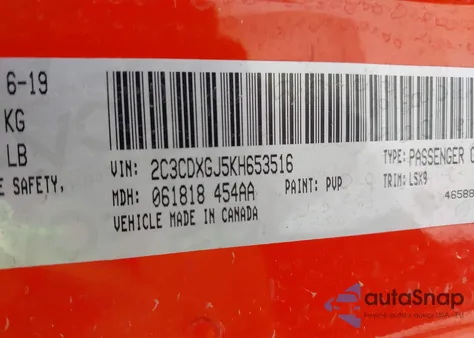 6-19
KG
LB
E SAFETY,
VIN: 2C3CDXGJ5KH653516
TYPE: PASSENGER C
MDH: 061818 454AA
PAINT: PVP
TRIM: LSX9
VEHICLE MADE IN CANADA
46588
autoSnap